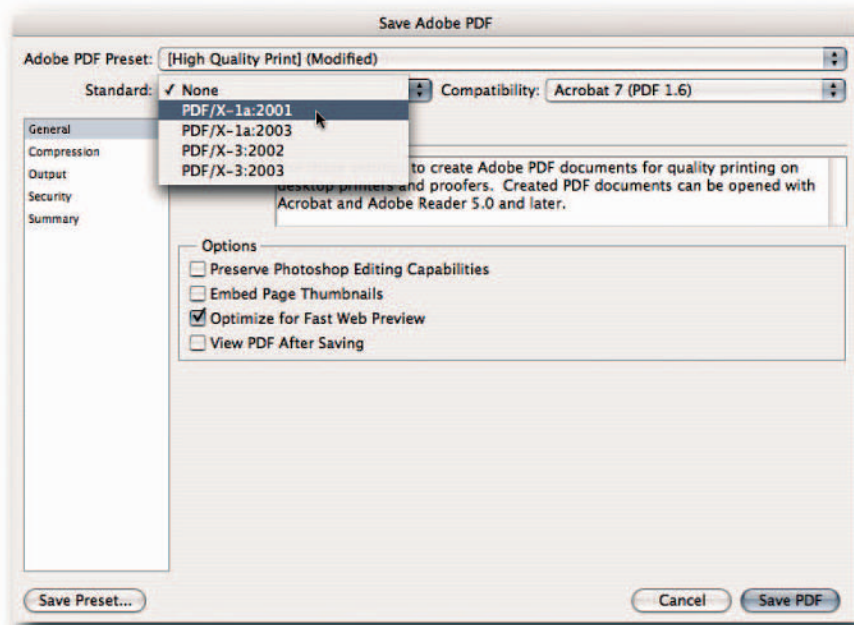 Save Adobe PDF
Adobe PDF Preset: [High Quality Print] (Modified)
Standard: ✓ None Compatibility: Acrobat 7 (PDF 1.6)
PDF/X-1a:2001
PDF/X-1a:2003
PDF/X-3:2002
PDF/X-3:2003
General
Compression
Output
Security
Summary
to create Adobe PDF documents for quality printing on
desktop printers and proofers. Created PDF documents can be opened with
Acrobat and Adobe Reader 5.0 and later.
Options
Preserve Photoshop Editing Capabilities
Embed Page Thumbnails
Optimize for Fast Web Preview
View PDF After Saving
Save Preset... Cancel Save PDF